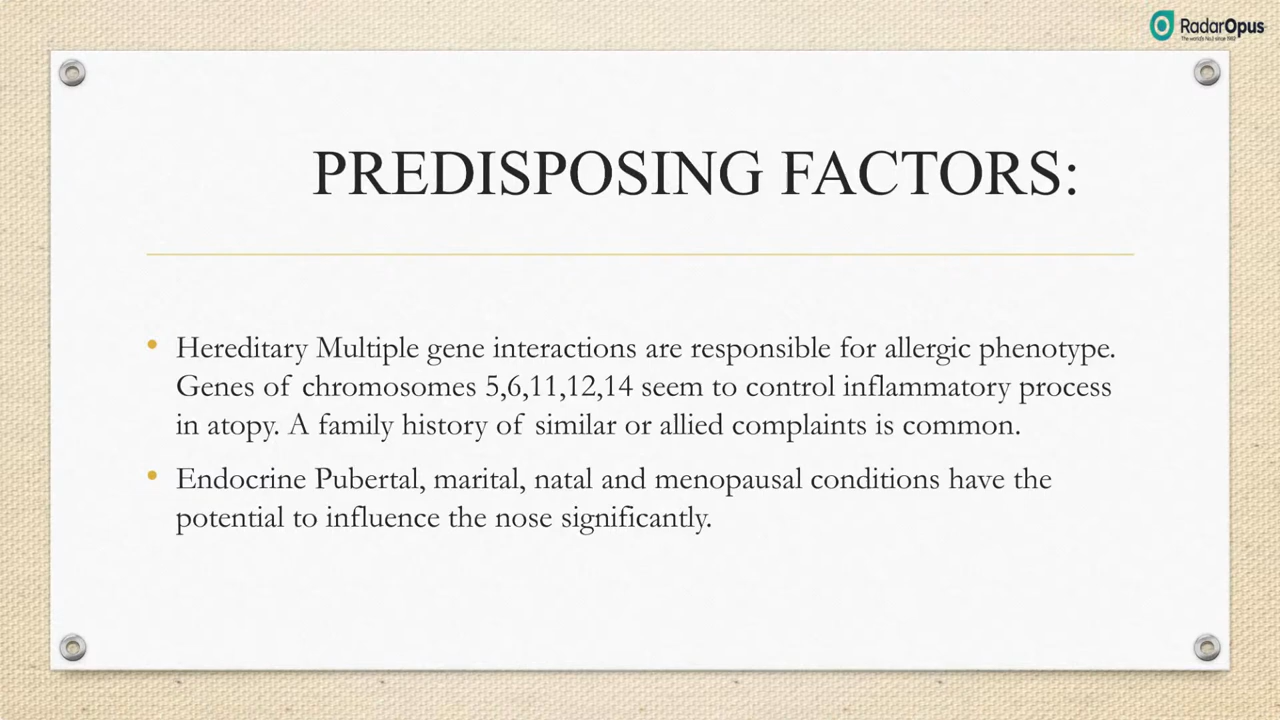 RadarOpus
PREDISPOSING FACTORS:
• Hereditary Multiple gene interactions are responsible for allergic phenotype.
Genes of chromosomes 5,6,11,12,14 seem to control inflammatory process
in atopy. A family history of similar or allied complaints is common.
• Endocrine Pubertal, marital, natal and menopausal conditions have the
potential to influence the nose significantly.